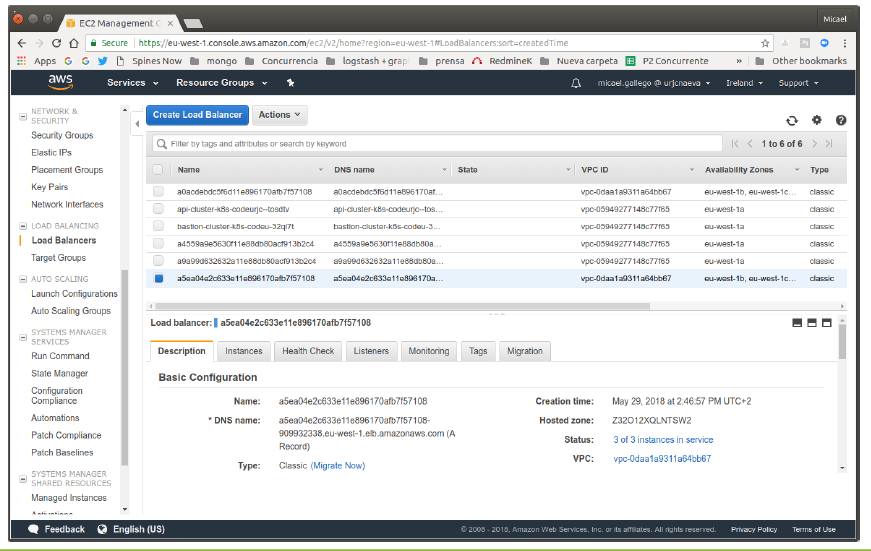 EC2 Management C
Micael
Secure https://eu-west-1.console.aws.amazon.com/ec2/v2/home?region=eu-west-1#LoadBalancers:sort=createdTime
Apps Spines Now mongo Concurrencia logstash + grap prensa RedmineK Nueva carpeta P2 Concurrente » Other bookmarks
aws Services Resource Groups micael.gallego @ urjcnaeva Ireland Support
NETWORK & SECURITY
Security Groups
Elastic IPs
Placement Groups
Key Pairs
Network Interfaces
LOAD BALANCING
Load Balancers
Target Groups
AUTO SCALING
Launch Configurations
Auto Scaling Groups
SYSTEMS MANAGER SERVICES
Run Command
State Manager
Configuration Compliance
Automations
Patch Compliance
Patch Baselines
SYSTEMS MANAGER SHARED RESOURCES
Managed Instances
Activations
Create Load Balancer Actions
Filter by tags and attributes or search by keyword
1 to 6 of 6
Name DNS name State VPC ID Availability Zones Type
a0acdebdc5f6d11e896170afb7f57108 a0acdebdc5f6d11e896170af... vpc-0daa1a9311a64bb67 eu-west-1b, eu-west-1c... classic
api-cluster-k8s-codeurjc--tosdtv api-cluster-k8s-codeurjc--tos... vpc-05949277148c77f65 eu-west-1a classic
bastion-cluster-k8s-codeu-32ql7t bastion-cluster-k8s-codeu-3... vpc-05949277148c77f65 eu-west-1a classic
a4559a9e5630f11e88db80acf913b2c4 a4559a9e5630f11e88db80a... vpc-05949277148c77f65 eu-west-1a classic
a9a99d632632a11e88db80acf913b2c4 a9a99d632632a11e88db80a... vpc-05949277148c77f65 eu-west-1a classic
a5ea04e2c633e11e896170afb7f57108 a5ea04e2c633e11e896170a... vpc-0daa1a9311a64bb67 eu-west-1b, eu-west-1c... classic
Load balancer: a5ea04e2c633e11e896170afb7f57108
Description Instances Health Check Listeners Monitoring Tags Migration
Basic Configuration
Name: a5ea04e2c633e11e896170afb7f57108
* DNS name: a5ea04e2c633e11e896170afb7f57108-
909932338.eu-west-1.elb.amazonaws.com (A
Record)
Type: Classic (Migrate Now)
Creation time: May 29, 2018 at 2:46:57 PM UTC+2
Hosted zone: Z32O12XQLNTSW2
Status: 3 of 3 instances in service
VPC: vpc-0daa1a9311a64bb67
Feedback English (US) © 2008 - 2018, Amazon Web Services, Inc. or its affiliates. All rights reserved. Privacy Policy Terms of Use